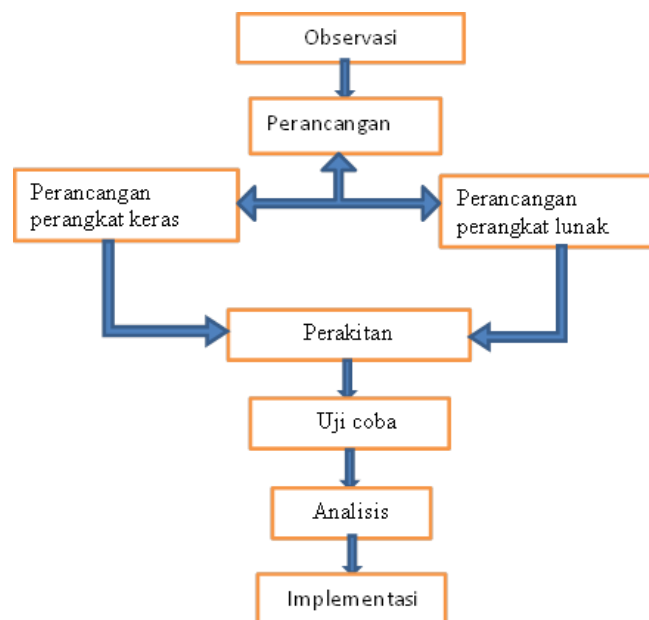 Observasi
Perancangan
Perancangan
perangkat keras
Perancangan
perangkat lunak
Perakitan
Uji coba
Analisis
Implementasi